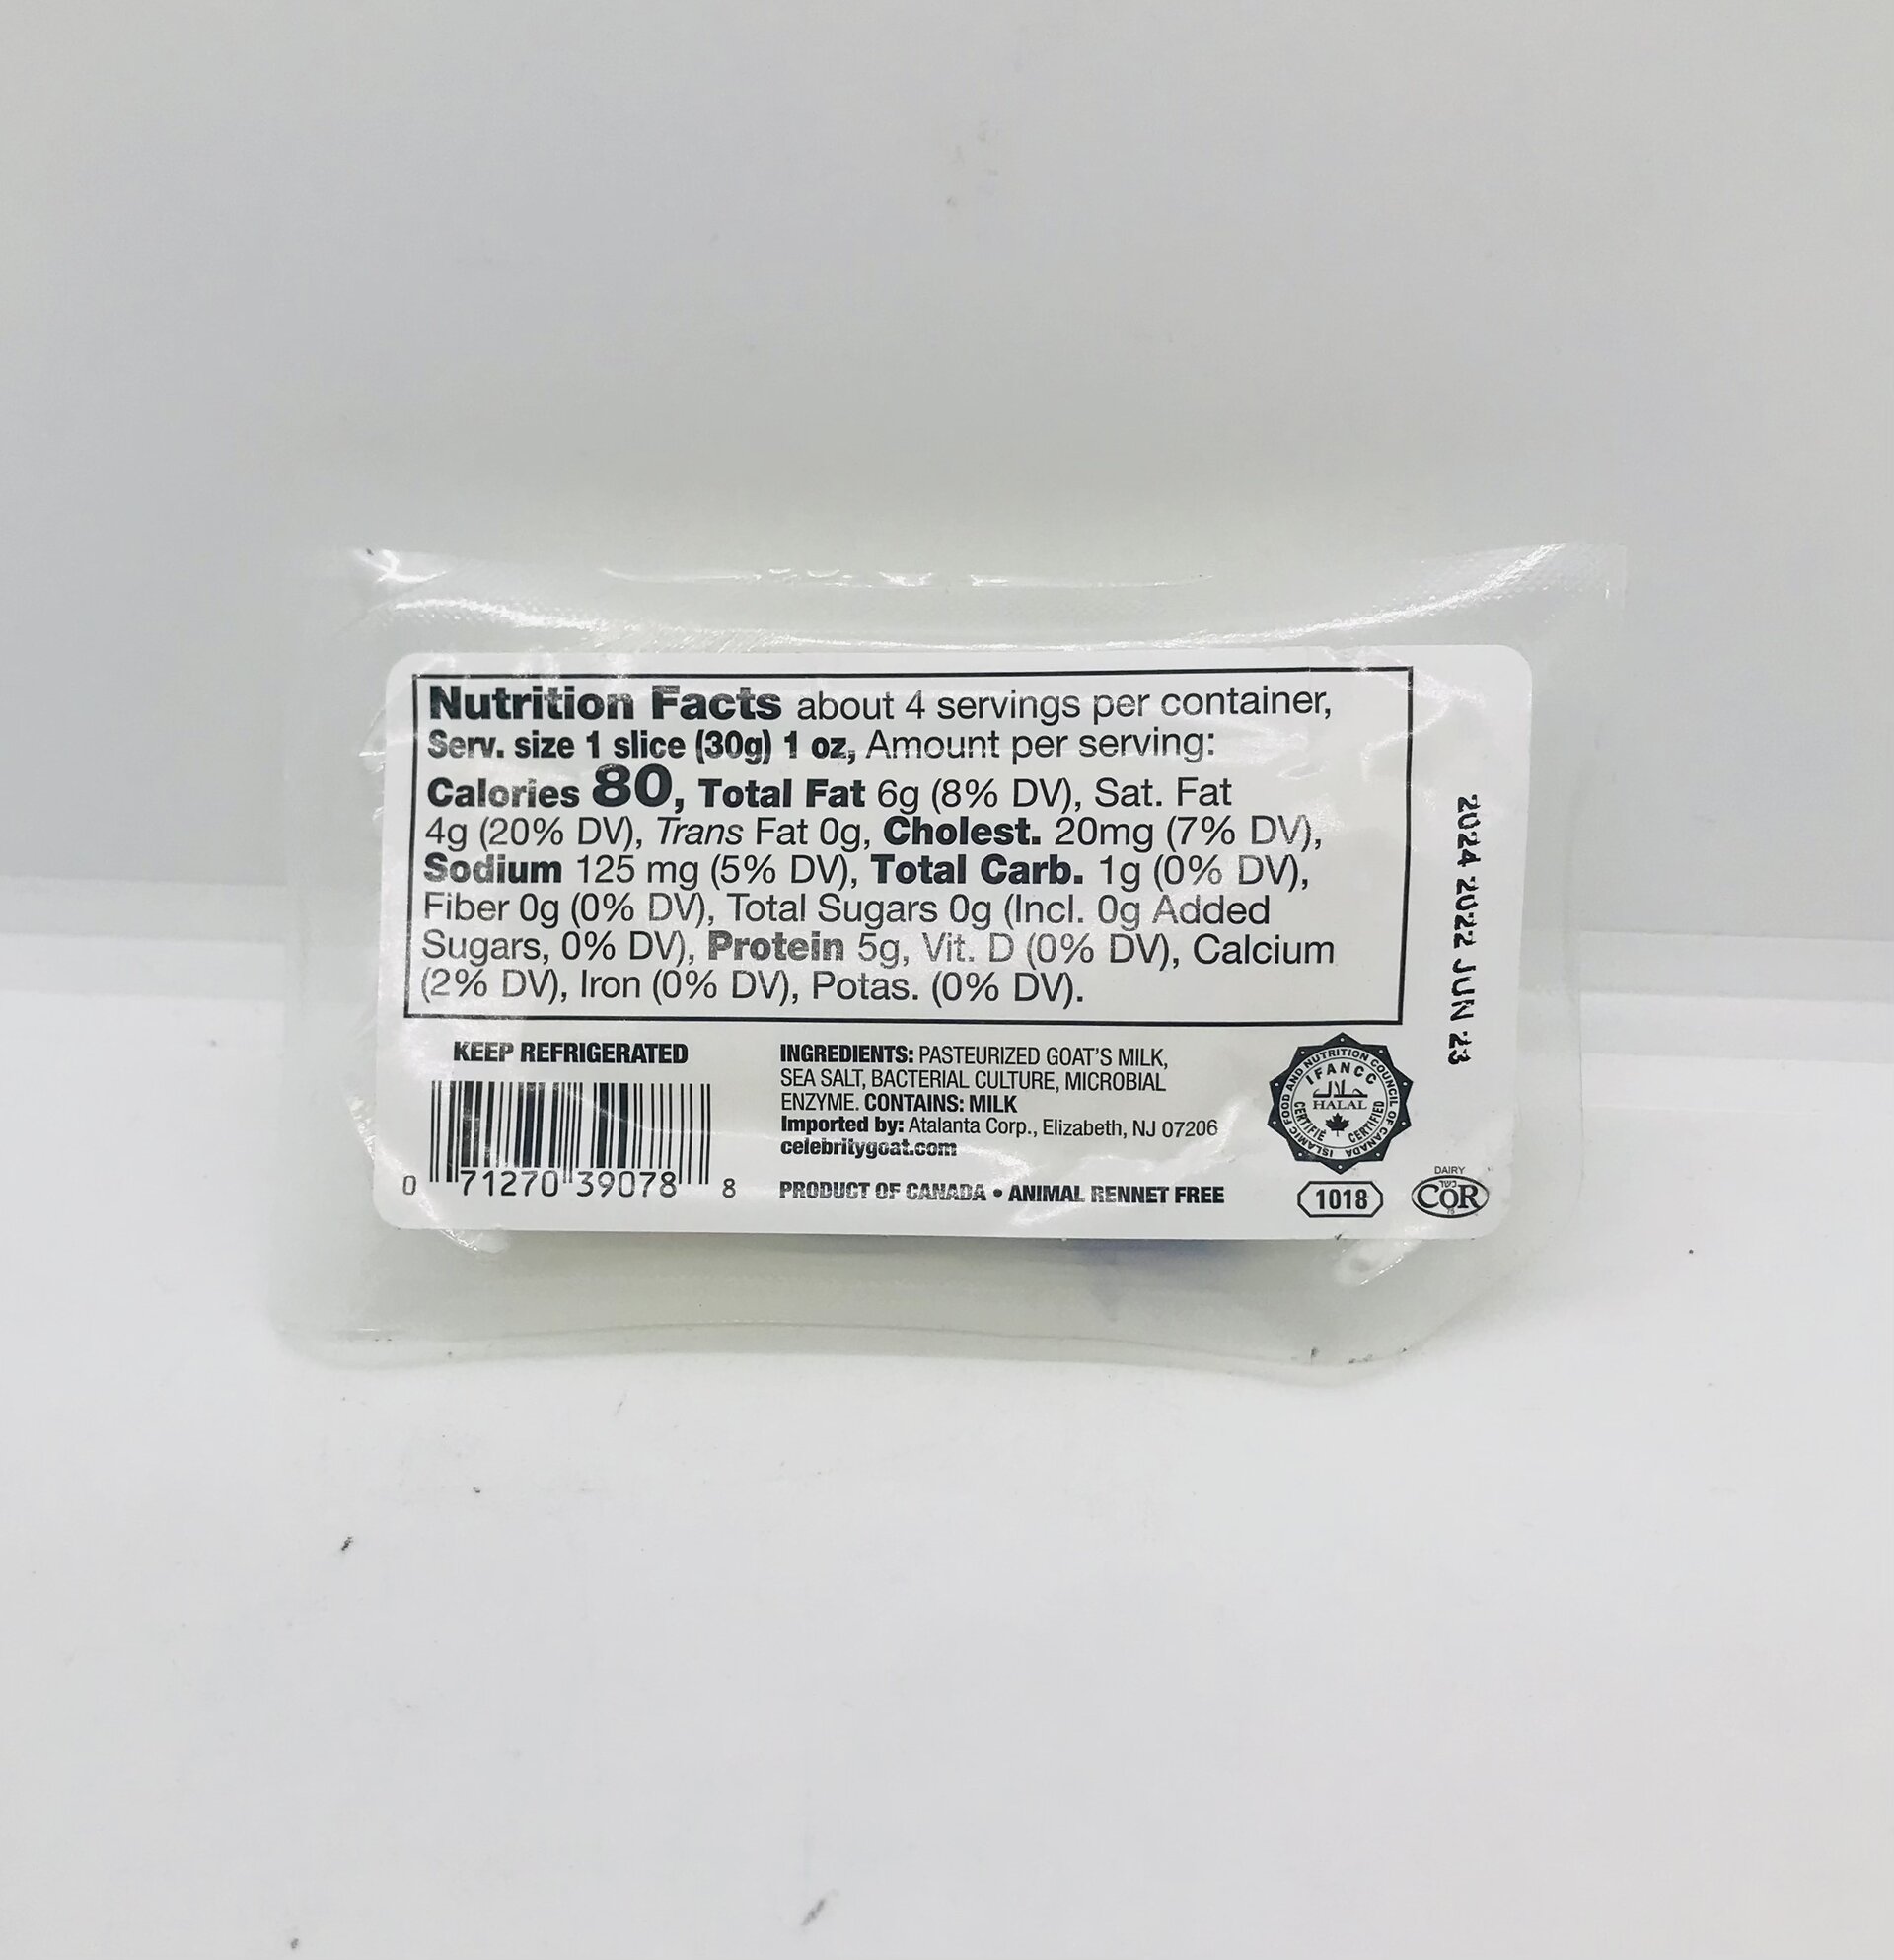 Nutrition Facts about 4 servings per container,
Serv. size 1 slice (30g) 1 oz, Amount per serving:
Calories 80, Total Fat 6g (8% DV), Sat. Fat
4g (20% DV), Trans Fat 0g, Cholest. 20mg (7% DV),
Sodium 125 mg (5% DV), Total Carb. 1g (0% DV),
Fiber 0g (0% DV), Total Sugars 0g (Incl. 0g Added
Sugars, 0% DV), Protein 5g, Vit. D (0% DV), Calcium
(2% DV), Iron (0% DV), Potas. (0% DV).
2024 2022 JUN 23
KEEP REFRIGERATED
0 71270 39078 8
INGREDIENTS: PASTEURIZED GOAT'S MILK,
SEA SALT, BACTERIAL CULTURE, MICROBIAL
ENZYME. CONTAINS: MILK
Imported by: Atalanta Corp., Elizabeth, NJ 07206
celebritygoat.com
PRODUCT OF CANADA • ANIMAL RENNET FREE
ISLAMIC FOOD AND NUTRITION COUNCIL OF CANADA
IFANCC
حلال
HALAL
CERTIFIÉ CERTIFIED
1018
DAIRY
כשר
COR